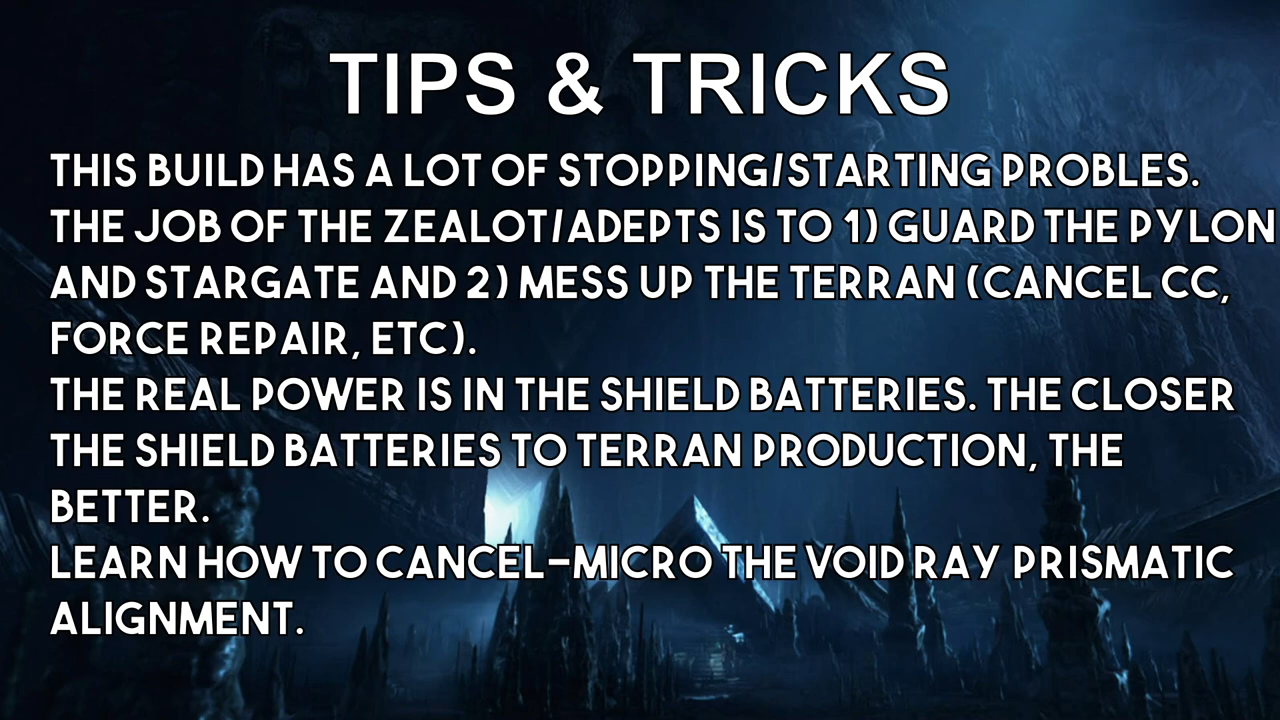 TIPS & TRICKS
THIS BUILD HAS A LOT OF STOPPING/STARTING PROBLES.
THE JOB OF THE ZEALOT/ADEPTS IS TO 1) GUARD THE PYLON
AND STARGATE AND 2) MESS UP THE TERRAN (CANCEL CC,
FORCE REPAIR, ETC).
THE REAL POWER IS IN THE SHIELD BATTERIES. THE CLOSER
THE SHIELD BATTERIES TO TERRAN PRODUCTION, THE
BETTER.
LEARN HOW TO CANCEL-MICRO THE VOID RAY PRISMATIC
ALIGNMENT.